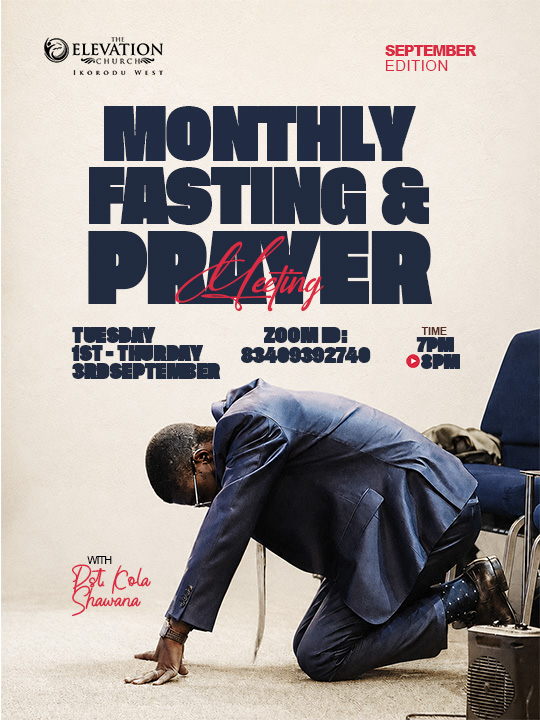 THE
ELEVATION
CHURCH
IKORODU WEST
SEPTEMBER
EDITION
MONTHLY
FASTING &
PRAYER
Meeting
TUESDAY
1ST - THURDAY
3RDSEPTEMBER
ZOOM ID:
83409392740
TIME
7PM
8PM
WITH
Pst. Kola
Shawana